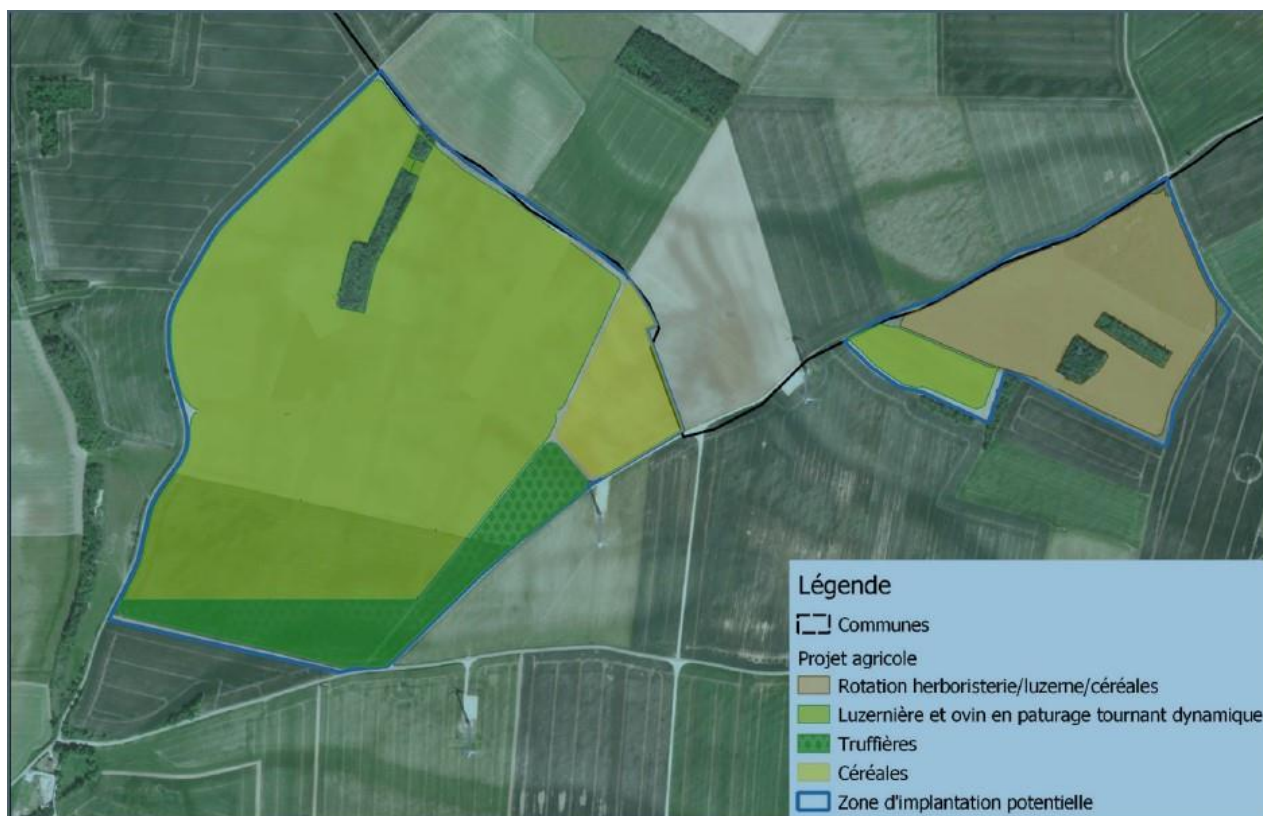 Légende
Communes
Projet agricole
Rotation herboristerie/luzerne/céréales
Luzernière et ovin en paturage tournant dynamique
Truffières
Céréales
Zone d'implantation potentielle